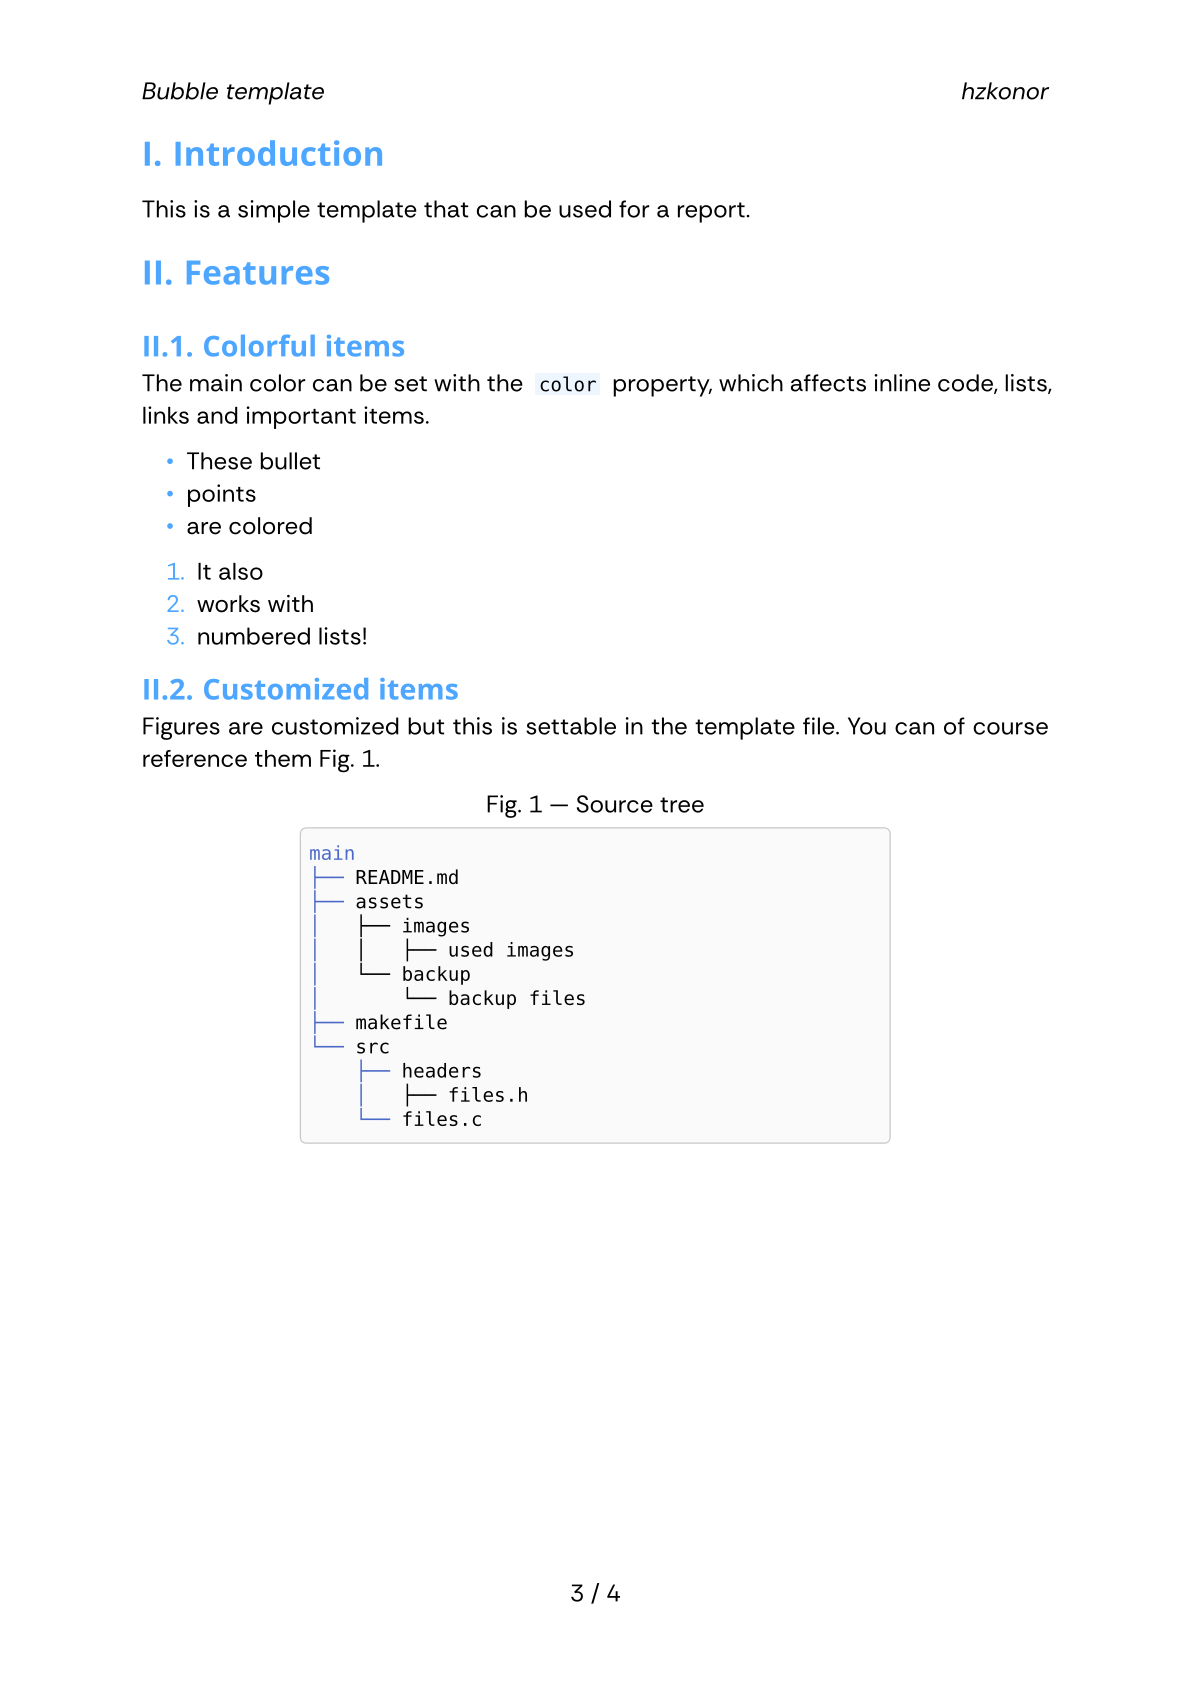 Bubble template hzkonor
I. Introduction
This is a simple template that can be used for a report.
II. Features
II.1. Colorful items
The main color can be set with the color property, which affects inline code, lists,
links and important items.
• These bullet
• points
• are colored
1. It also
2. works with
3. numbered lists!
II.2. Customized items
Figures are customized but this is settable in the template file. You can of course
reference them Fig. 1.
Fig. 1 — Source tree
main
├── README.md
├── assets
│   ├── images
│   │   ├── used images
│   └── backup
│       └── backup files
├── makefile
└── src
    ├── headers
    │   ├── files.h
    └── files.c
3 / 4